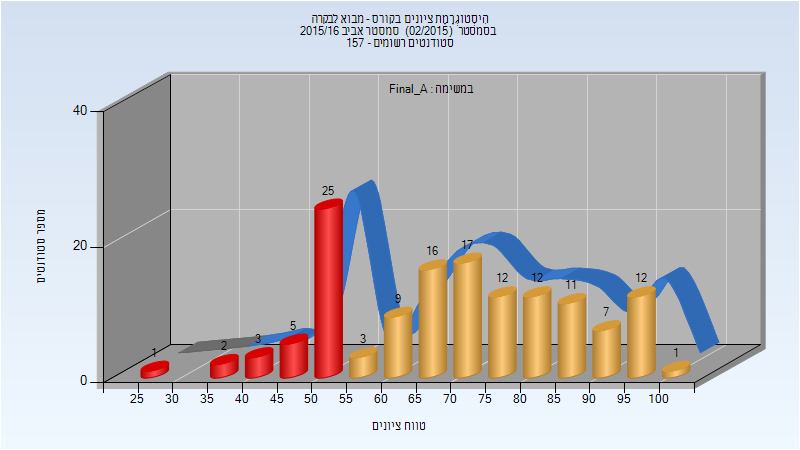 היסטוגרמת ציונים בקורס - מבוא לבקרה
בסמסטר (02/2015) סמסטר אביב 2015/16
סטודנטים רשומים - 157
במשימה : Final_A
מספר סטודנטים
40
20
0
1
2
3
5
25
3
9
16
17
12
12
11
7
12
1
25 30 35 40 45 50 55 60 65 70 75 80 85 90 95 100
טווח ציונים